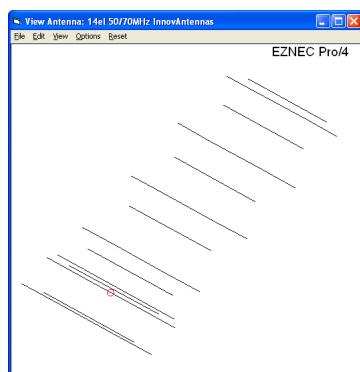 View Antenna: 14el 50/70MHz InnovAntennas
File Edit View Options Reset
EZNEC Pro/4